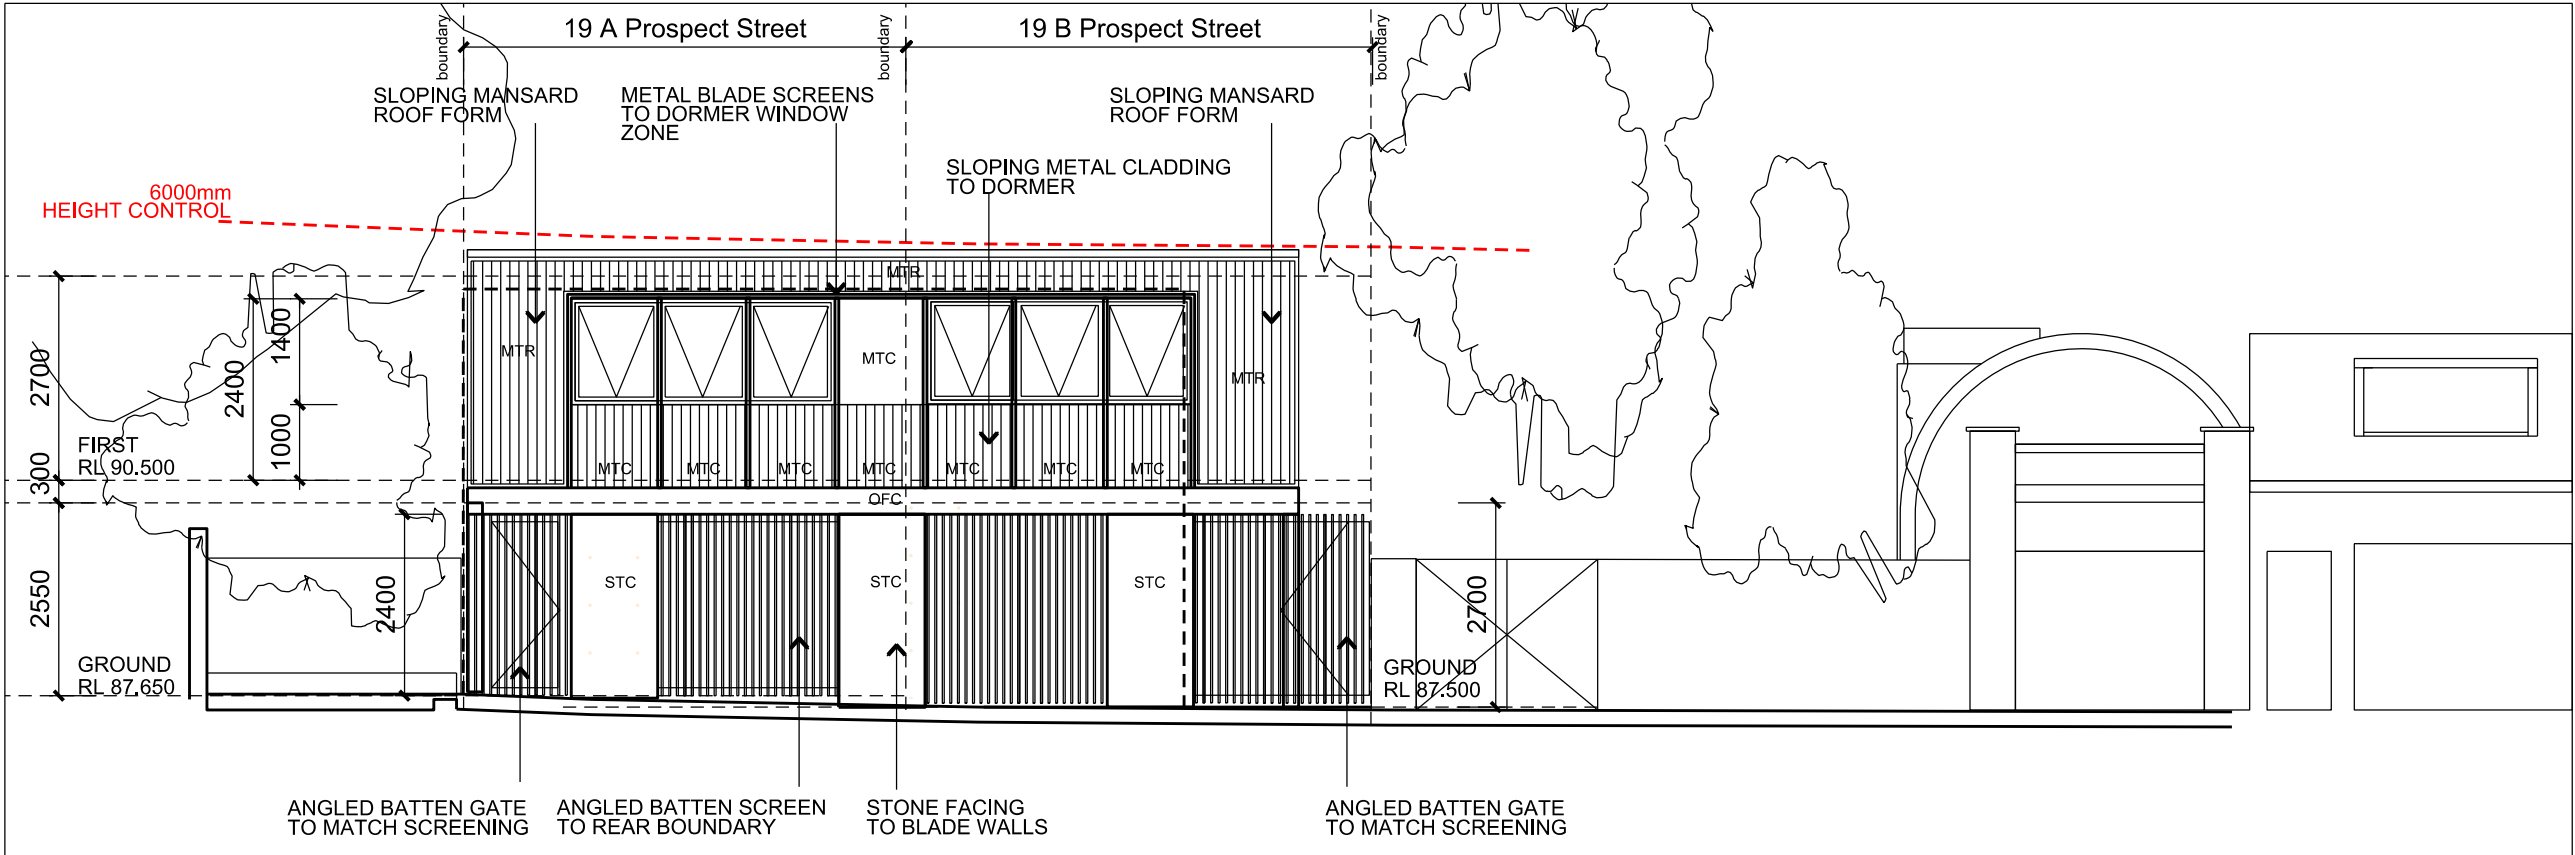 19 A Prospect Street
19 B Prospect Street
boundary
boundary
boundary
SLOPING MANSARD
ROOF FORM
METAL BLADE SCREENS
TO DORMER WINDOW
ZONE
SLOPING MANSARD
ROOF FORM
SLOPING METAL CLADDING
TO DORMER
6000mm
HEIGHT CONTROL
MTR
MTR
MTC
MTR
2700
2400
1400
1000
300
2550
2400
2700
FIRST
RL 90.500
MTC
MTC
MTC
MTC
MTC
MTC
MTC
OFC
STC
STC
STC
GROUND
RL 87.650
GROUND
RL 87.500
ANGLED BATTEN GATE
TO MATCH SCREENING
ANGLED BATTEN SCREEN
TO REAR BOUNDARY
STONE FACING
TO BLADE WALLS
ANGLED BATTEN GATE
TO MATCH SCREENING